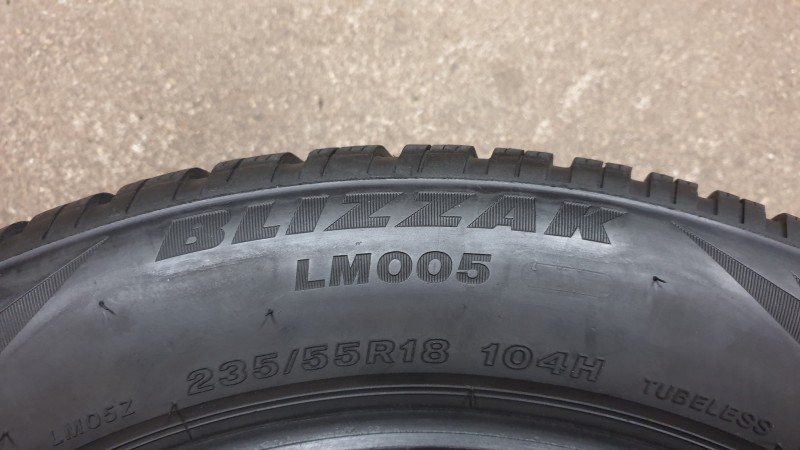 BLIZZAK
LM005
235/55R18 104H
TUBELESS
LM05Z